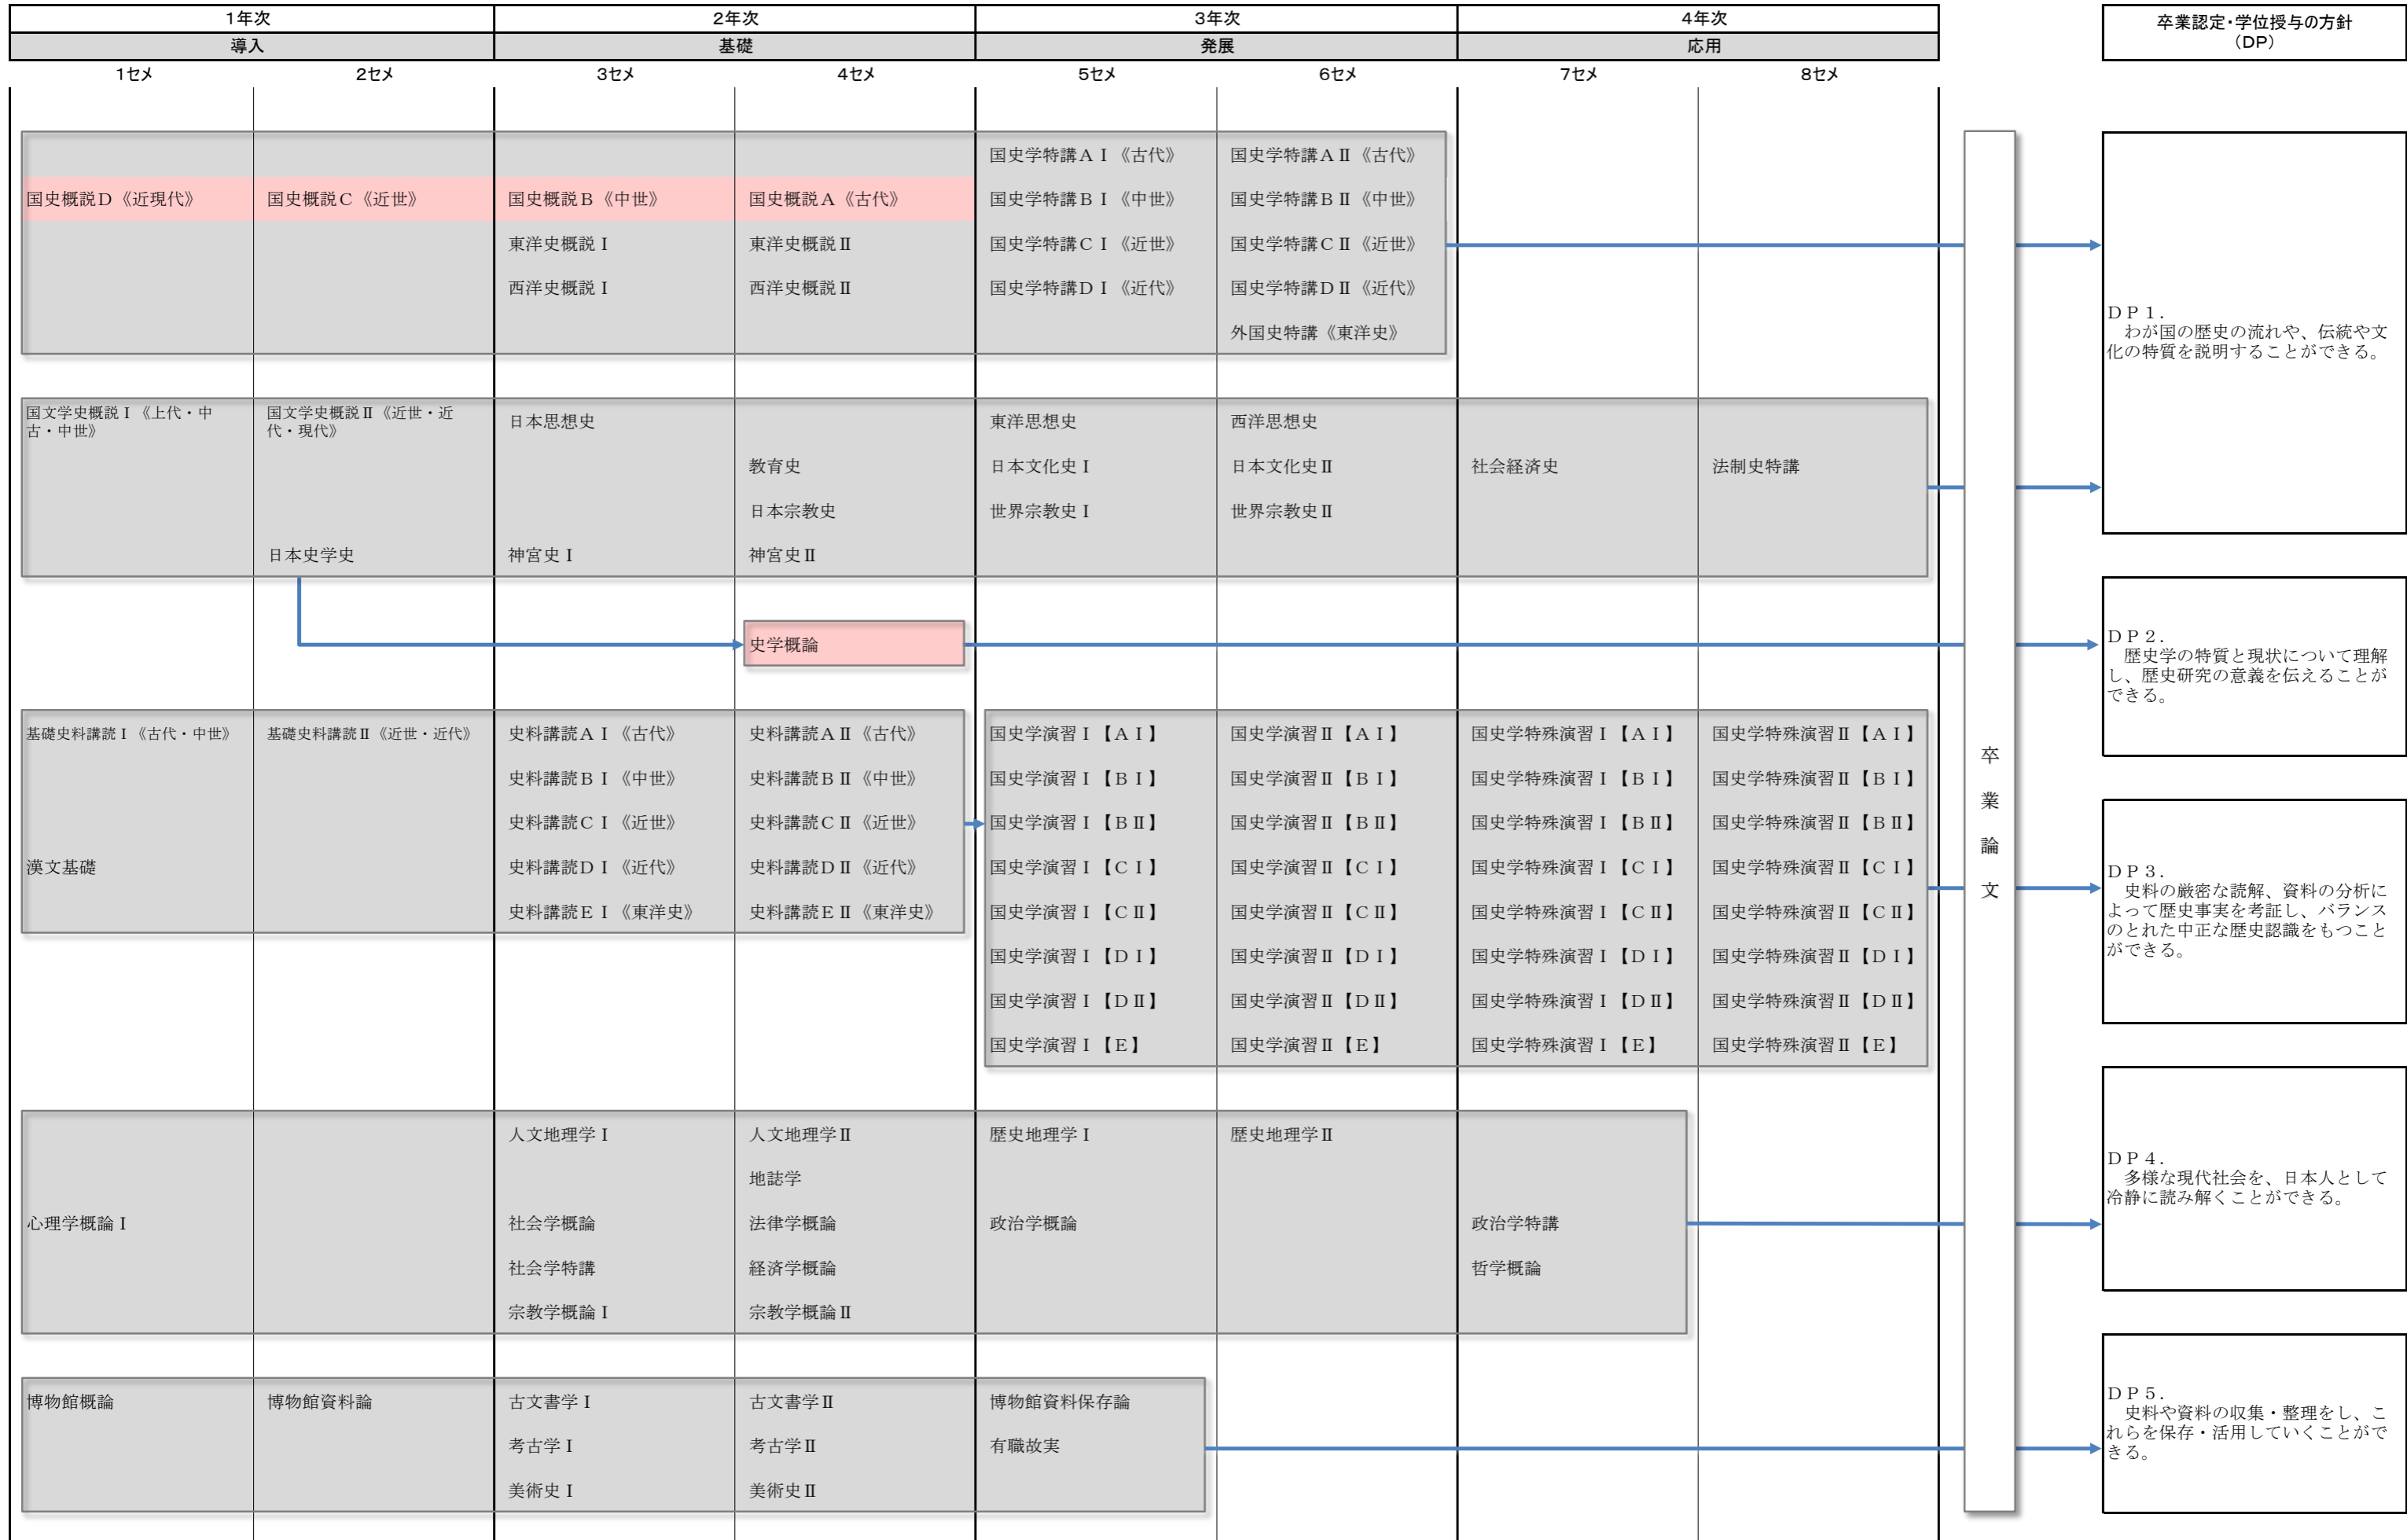 1年次
2年次
3年次
4年次
卒業認定・学位授与の方針
（DP）
導入
基礎
発展
応用
1セメ
2セメ
3セメ
4セメ
5セメ
6セメ
7セメ
8セメ
国史学特講ＡⅠ《古代》
国史学特講ＡⅡ《古代》
国史概説Ｄ《近現代》
国史概説Ｃ《近世》
国史概説Ｂ《中世》
国史概説Ａ《古代》
国史学特講ＢⅠ《中世》
国史学特講ＢⅡ《中世》
東洋史概説Ⅰ
東洋史概説Ⅱ
国史学特講ＣⅠ《近世》
国史学特講ＣⅡ《近世》
西洋史概説Ⅰ
西洋史概説Ⅱ
国史学特講ＤⅠ《近代》
国史学特講ＤⅡ《近代》
外国史特講《東洋史》
ＤＰ１．
わが国の歴史の流れや、伝統や文
化の特質を説明することができる。
国文学史概説Ⅰ《上代・中
古・中世》
国文学史概説Ⅱ《近世・近
代・現代》
日本思想史
東洋思想史
西洋思想史
教育史
日本文化史Ⅰ
日本文化史Ⅱ
社会経済史
法制史特講
日本宗教史
世界宗教史Ⅰ
世界宗教史Ⅱ
日本史学史
神宮史Ⅰ
神宮史Ⅱ
史学概論
ＤＰ２．
歴史学の特質と現状について理解
し、歴史研究の意義を伝えることが
できる。
基礎史料講読Ⅰ《古代・中世》
基礎史料講読Ⅱ《近世・近代》
史料講読ＡⅠ《古代》
史料講読ＡⅡ《古代》
国史学演習Ⅰ【ＡⅠ】
国史学演習Ⅱ【ＡⅠ】
国史学特殊演習Ⅰ【ＡⅠ】
国史学特殊演習Ⅱ【ＡⅠ】
史料講読ＢⅠ《中世》
史料講読ＢⅡ《中世》
国史学演習Ⅰ【ＢⅠ】
国史学演習Ⅱ【ＢⅠ】
国史学特殊演習Ⅰ【ＢⅠ】
国史学特殊演習Ⅱ【ＢⅠ】
史料講読ＣⅠ《近世》
史料講読ＣⅡ《近世》
国史学演習Ⅰ【ＢⅡ】
国史学演習Ⅱ【ＢⅡ】
国史学特殊演習Ⅰ【ＢⅡ】
国史学特殊演習Ⅱ【ＢⅡ】
漢文基礎
史料講読ＤⅠ《近代》
史料講読ＤⅡ《近代》
国史学演習Ⅰ【ＣⅠ】
国史学演習Ⅱ【ＣⅠ】
国史学特殊演習Ⅰ【ＣⅠ】
国史学特殊演習Ⅱ【ＣⅠ】
史料講読ＥⅠ《東洋史》
史料講読ＥⅡ《東洋史》
国史学演習Ⅰ【ＣⅡ】
国史学演習Ⅱ【ＣⅡ】
国史学特殊演習Ⅰ【ＣⅡ】
国史学特殊演習Ⅱ【ＣⅡ】
国史学演習Ⅰ【ＤⅠ】
国史学演習Ⅱ【ＤⅠ】
国史学特殊演習Ⅰ【ＤⅠ】
国史学特殊演習Ⅱ【ＤⅠ】
国史学演習Ⅰ【ＤⅡ】
国史学演習Ⅱ【ＤⅡ】
国史学特殊演習Ⅰ【ＤⅡ】
国史学特殊演習Ⅱ【ＤⅡ】
国史学演習Ⅰ【Ｅ】
国史学演習Ⅱ【Ｅ】
国史学特殊演習Ⅰ【Ｅ】
国史学特殊演習Ⅱ【Ｅ】
卒業論文
ＤＰ３．
史料の厳密な読解、資料の分析に
よって歴史事実を考証し、バランス
のとれた中正な歴史認識をもつこと
ができる。
人文地理学Ⅰ
人文地理学Ⅱ
歴史地理学Ⅰ
歴史地理学Ⅱ
地誌学
心理学概論Ⅰ
社会学概論
法律学概論
政治学概論
政治学特講
社会学特講
経済学概論
哲学概論
宗教学概論Ⅰ
宗教学概論Ⅱ
ＤＰ４．
多様な現代社会を、日本人として
冷静に読み解くことができる。
博物館概論
博物館資料論
古文書学Ⅰ
古文書学Ⅱ
博物館資料保存論
考古学Ⅰ
考古学Ⅱ
有職故実
美術史Ⅰ
美術史Ⅱ
ＤＰ５．
史料や資料の収集・整理をし、こ
れらを保存・活用していくことがで
きる。